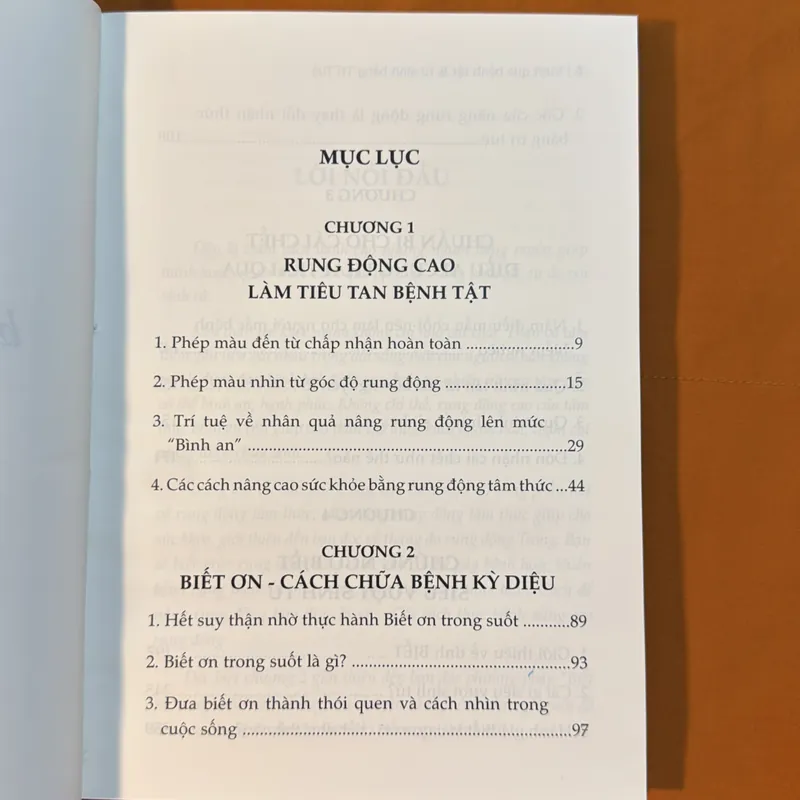 MỤC LỤC
CHƯƠNG 1
RUNG ĐỘNG CAO
LÀM TIÊU TAN BỆNH TẬT
1. Phép màu đến từ chấp nhận hoàn toàn ......................9
2. Phép màu nhìn từ góc độ rung động .........................15
3. Trí tuệ về nhân quả nâng rung động lên mức
"Bình an" ..................................................................29
4. Các cách nâng cao sức khỏe bằng rung động tâm thức ...44
CHƯƠNG 2
BIẾT ƠN - CÁCH CHỮA BỆNH KỲ DIỆU
1. Hết suy thận nhờ thực hành Biết ơn trong suốt ..........89
2. Biết ơn trong suốt là gì? .............................................93
3. Đưa biết ơn thành thói quen và cách nhìn trong
cuộc sống ....................................................................97